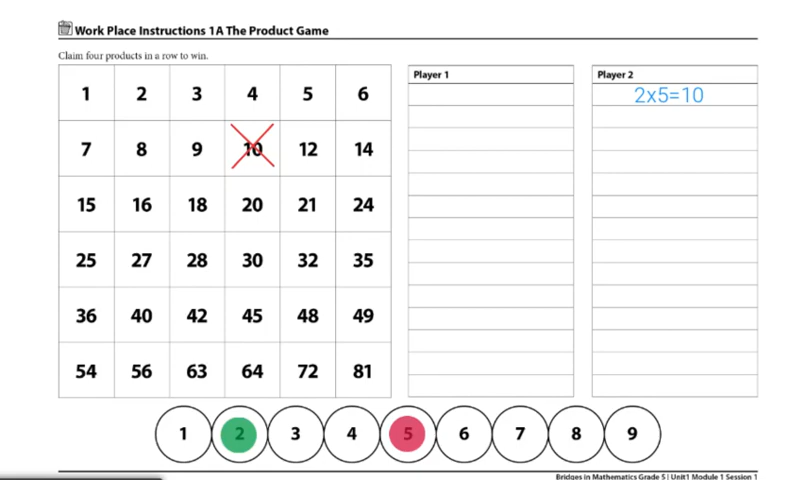 Work Place Instructions 1A The Product Game
Claim four products in a row to win.
1 2 3 4 5 6
7 8 9 10 12 14
15 16 18 20 21 24
25 27 28 30 32 35
36 40 42 45 48 49
54 56 63 64 72 81
Player 1
Player 2
2x5=10
1 2 3 4 5 6 7 8 9
Bridges in Mathematics Grade 5 | Unit1 Module 1 Session 1